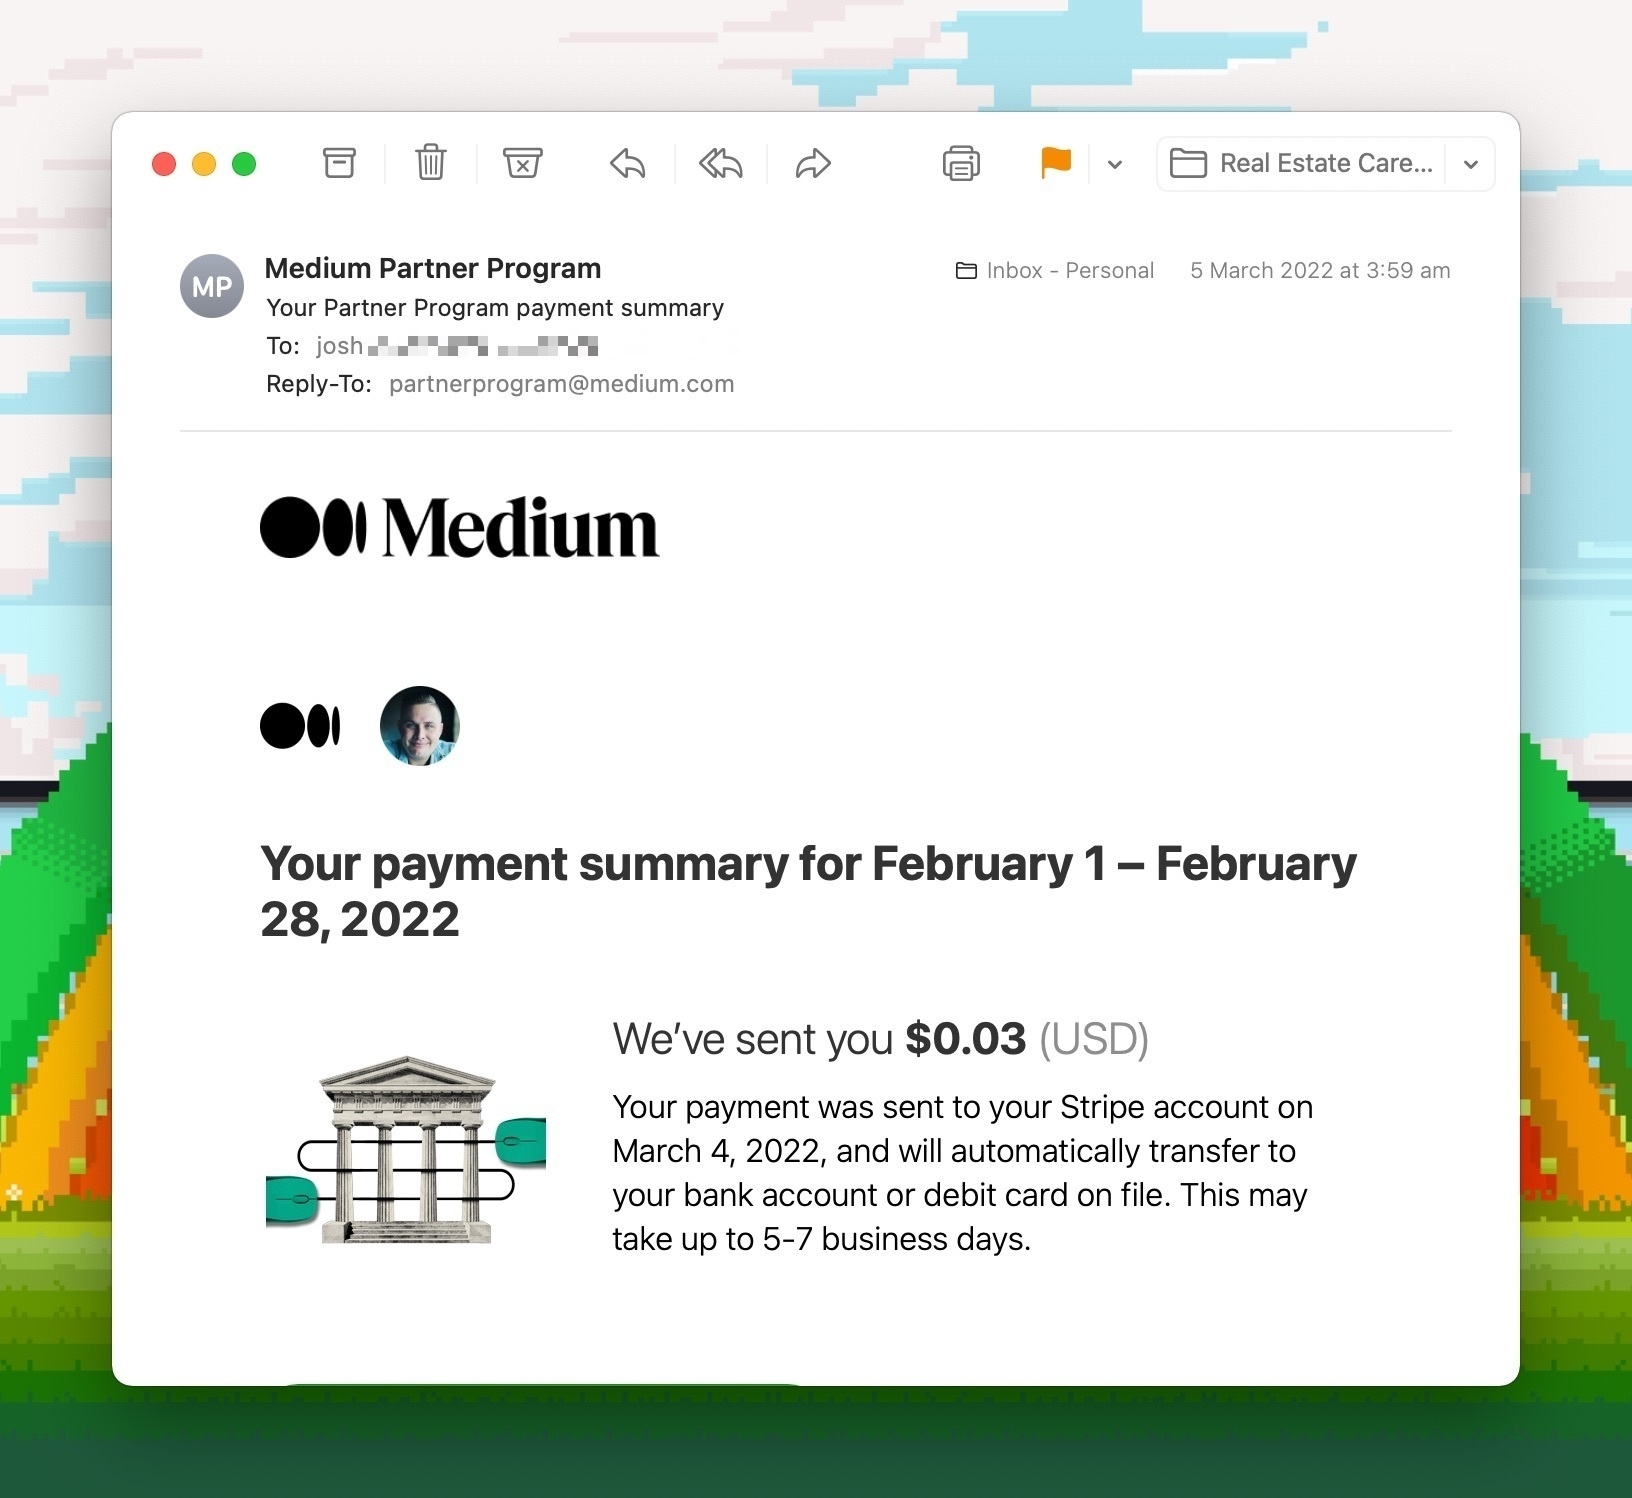 Real Estate Care...
MP
Medium Partner Program
Inbox - Personal
5 March 2022 at 3:59 am
Your Partner Program payment summary
To: josh
Reply-To: partnerprogram@medium.com
Medium
Your payment summary for February 1 – February
28, 2022
We've sent you $0.03 (USD)
Your payment was sent to your Stripe account on
March 4, 2022, and will automatically transfer to
your bank account or debit card on file. This may
take up to 5-7 business days.